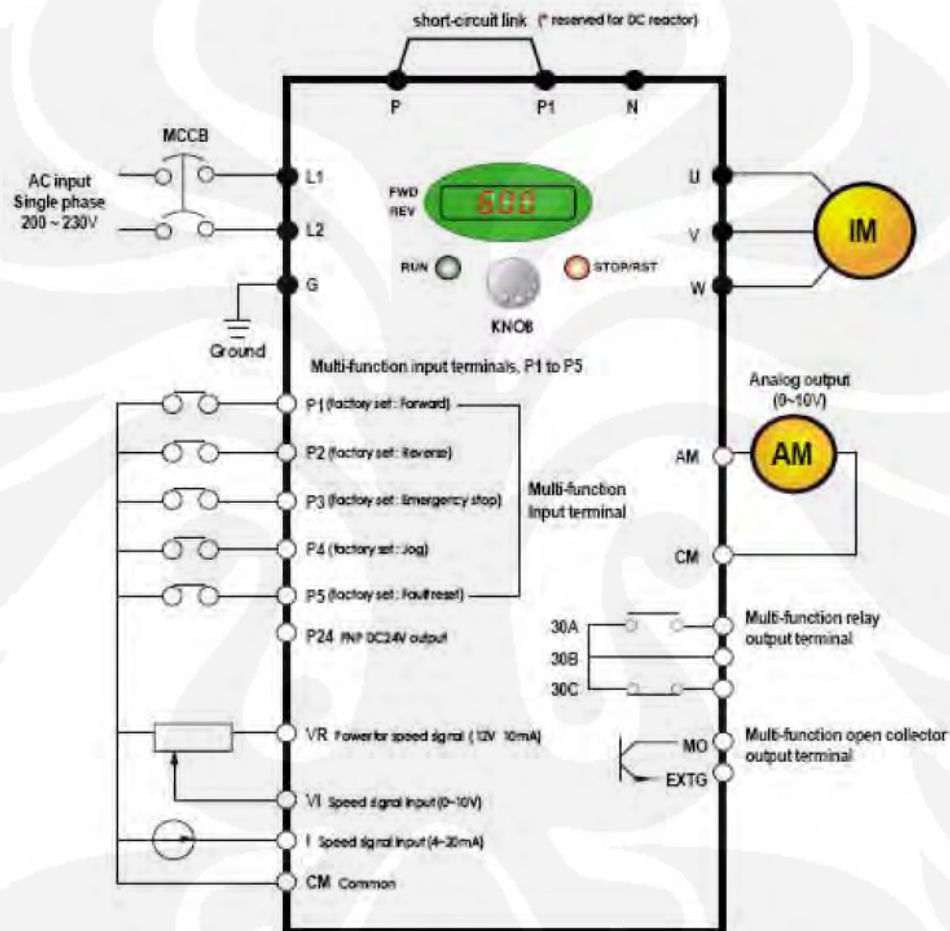 short-circuit link (* reserved for DC reactor)
P
P1
N
MCCB
AC input
Single phase
200 ~ 230V
L1
L2
G
Ground
FWD
REV
600
RUN
STOP/RST
KNOB
U
V
W
IM
Multi-function input terminals, P1 to P5
P1 (factory set : Forward)
P2 (factory set : Reverse)
P3 (factory set : Emergency stop)
P4 (factory set : Jog)
P5 (factory set : Fault reset)
Multi-function
Input terminal
P24 PNP DC24V output
VR Power for speed signal ( 12V 10mA)
VI Speed signal input (0~10V)
I Speed signal input (4~20mA)
CM Common
Analog output
(0~10V)
AM
AM
CM
30A
30B
30C
Multi-function relay
output terminal
MO
EXTG
Multi-function open collector
output terminal